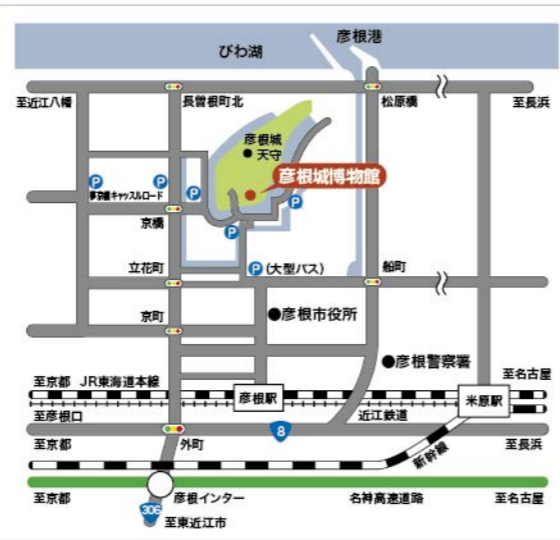 びわ湖
彦根港
至近江八幡
長曽根町北
松原橋
至長浜
彦根城
天守
彦根城博物館
P
P
P
P
夢京橋キャッスルロード
京橋
P
立花町
P (大型バス)
船町
京町
彦根市役所
彦根警察署
至京都 JR東海道本線
至名古屋
彦根駅
米原駅
至彦根口
近江鉄道
至京都
外町
8
新幹線
至長浜
至京都
彦根インター
名神高速道路
至名古屋
306
至東近江市